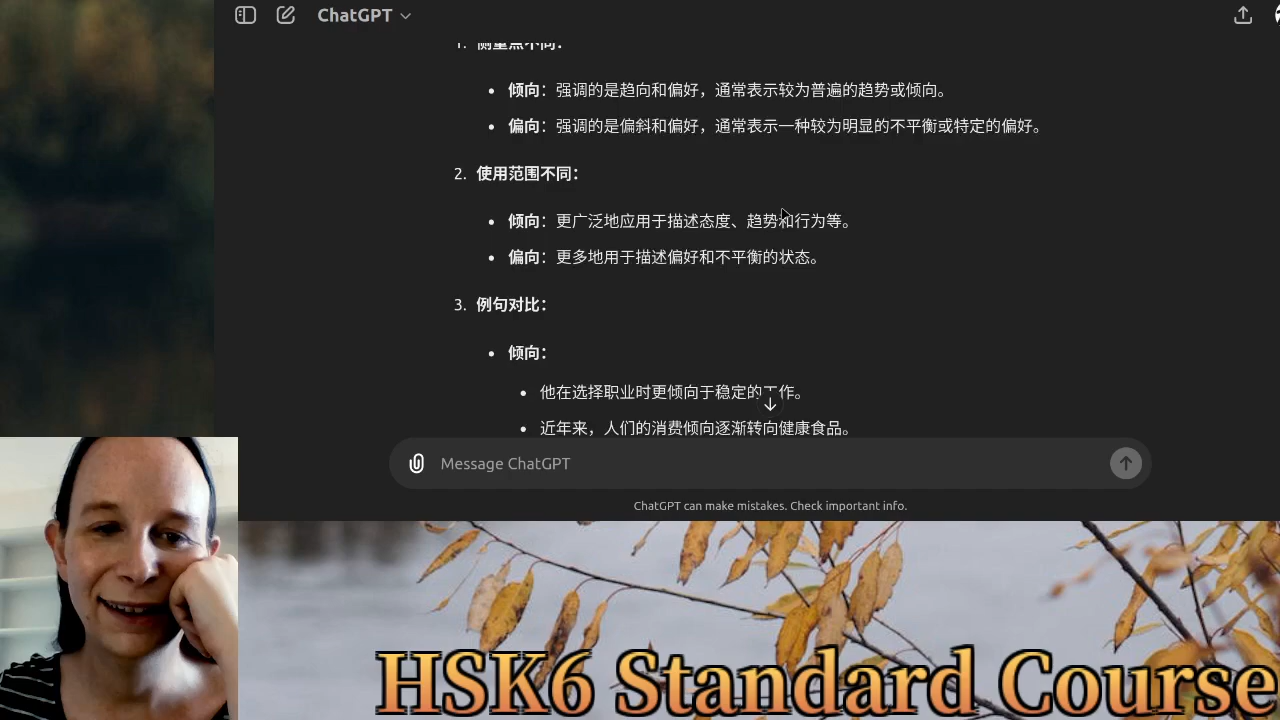 ChatGPT
1. 侧重点不同：
• 倾向：强调的是趋向和偏好，通常表示较为普遍的趋势或倾向。
• 偏向：强调的是偏斜和偏好，通常表示一种较为明显的不平衡或特定的偏好。
2. 使用范围不同：
• 倾向：更广泛地应用于描述态度、趋势和行为等。
• 偏向：更多地用于描述偏好和不平衡的状态。
3. 例句对比：
• 倾向：
• 他在选择职业时更倾向于稳定的工作。
• 近年来，人们的消费倾向逐渐转向健康食品。
Message ChatGPT
ChatGPT can make mistakes. Check important info.
HSK6 Standard Course